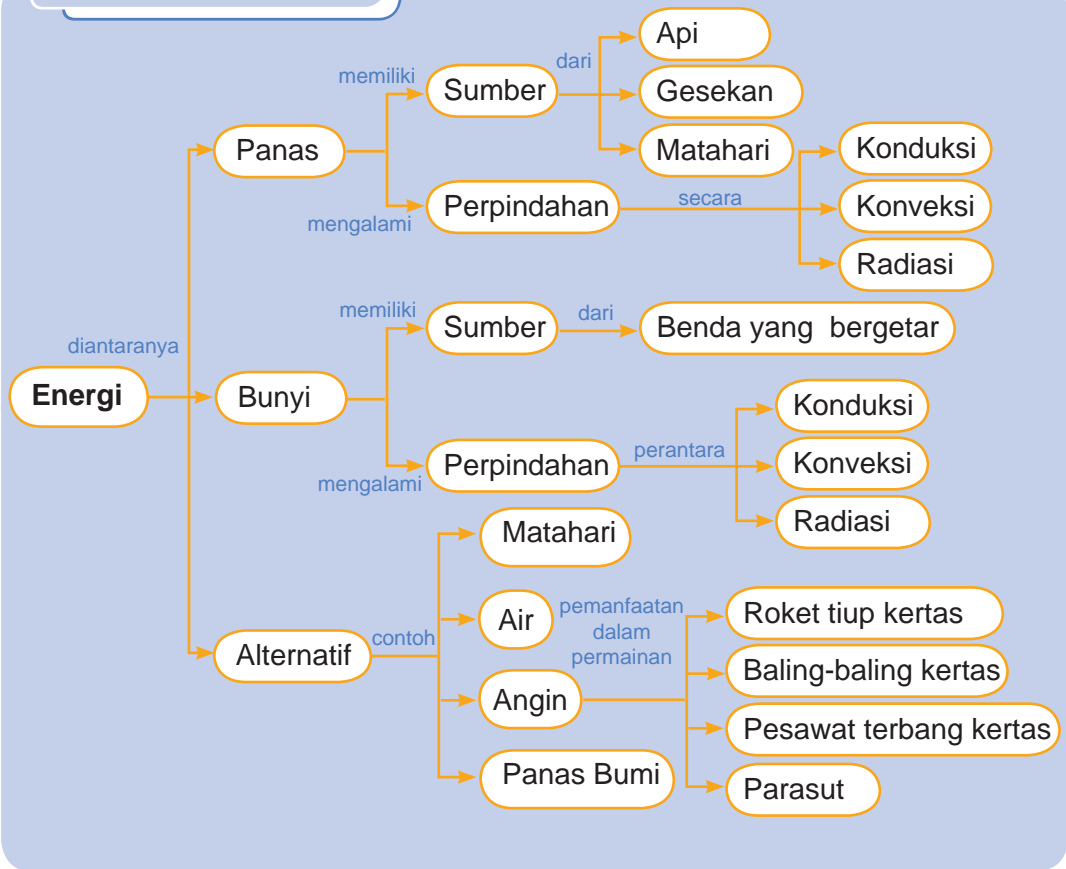 Api
dari
memiliki
Sumber
Gesekan
Panas
Matahari
Konduksi
Perpindahan
secara
Konveksi
mengalami
Radiasi
memiliki
Sumber
dari
Benda yang bergetar
diantaranya
Energi
Bunyi
Konduksi
Perpindahan
perantara
Konveksi
mengalami
Radiasi
Matahari
Air
pemanfaatan
dalam
permainan
Roket tiup kertas
Alternatif
contoh
Baling-baling kertas
Angin
Pesawat terbang kertas
Panas Bumi
Parasut